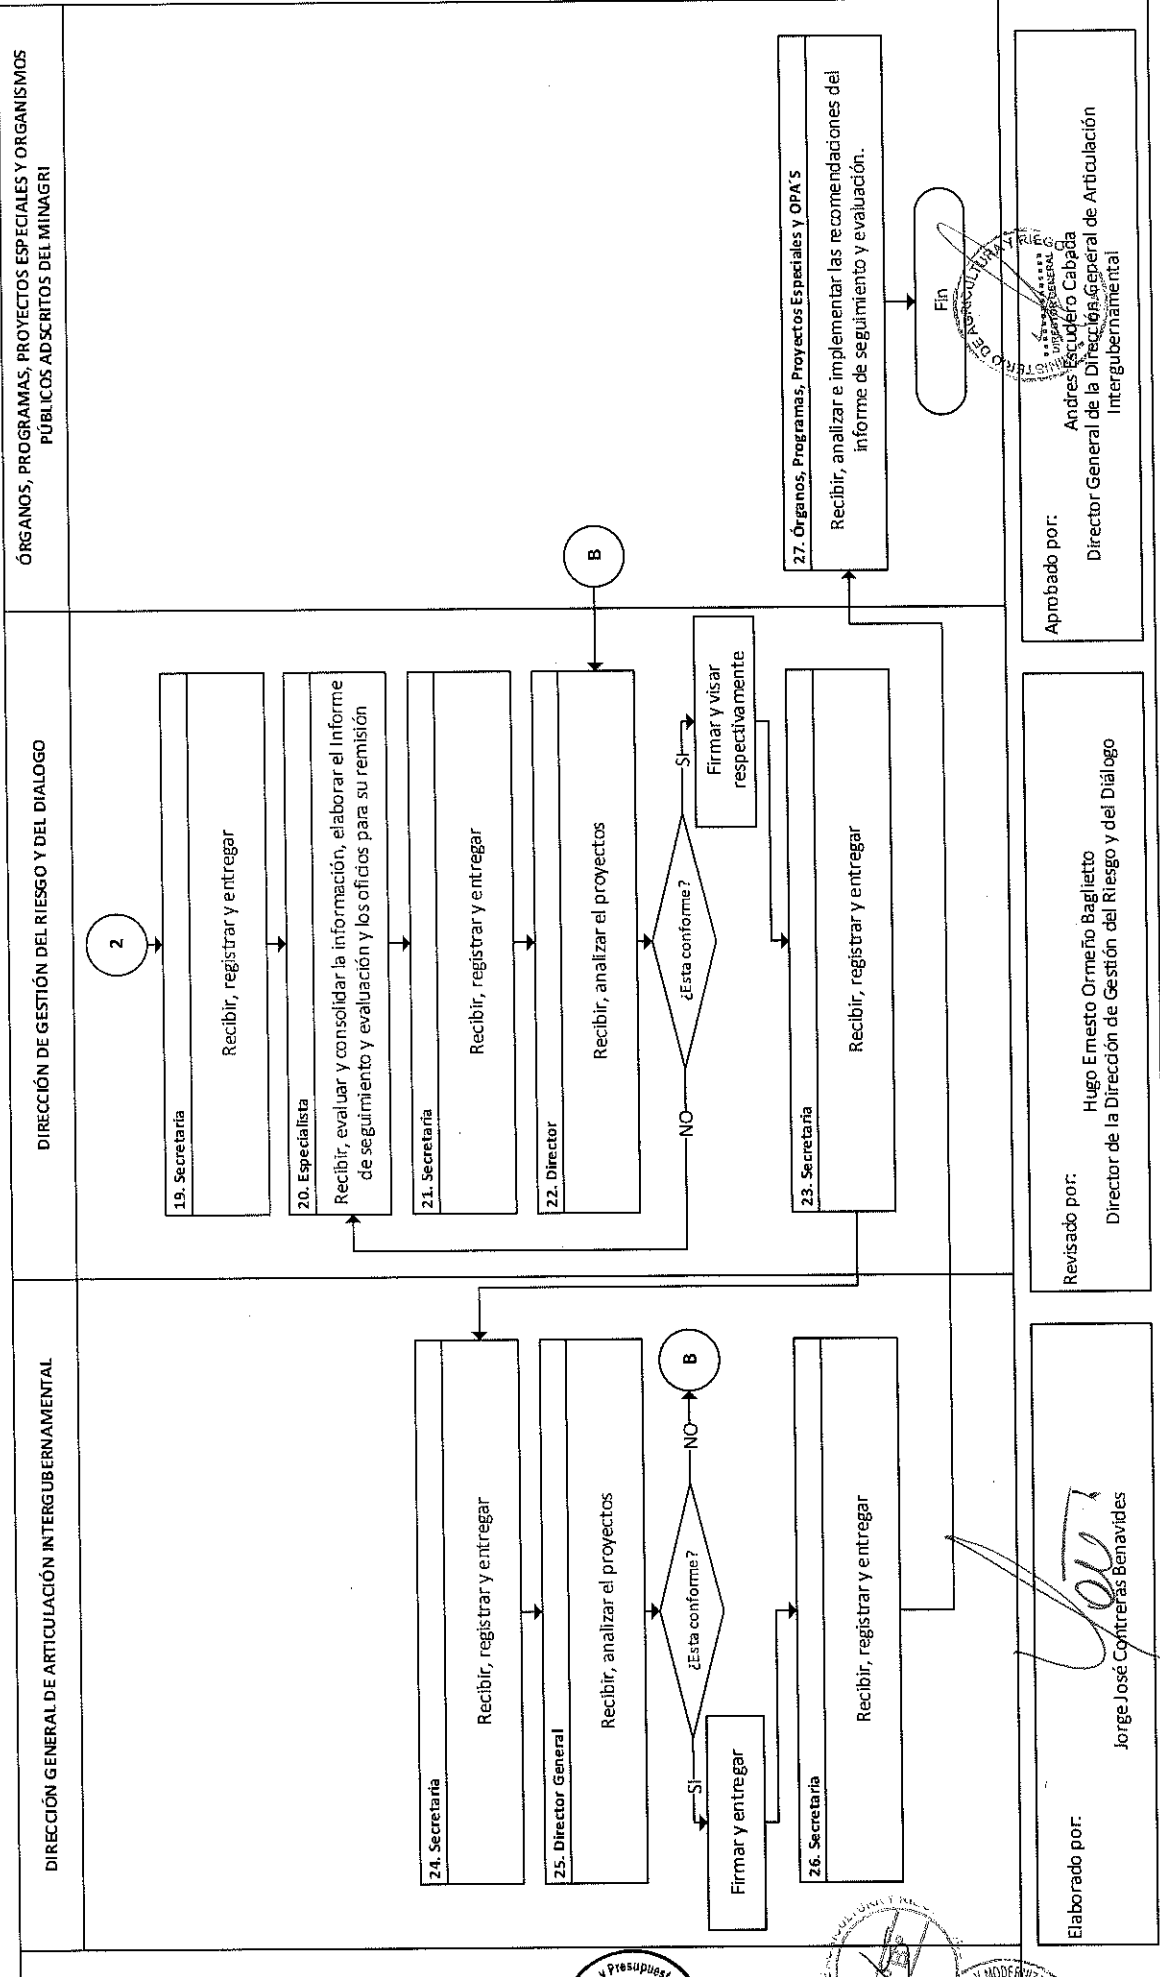 DIRECCIÓN GENERAL DE ARTICULACIÓN INTERGUBERNAMENTAL
DIRECCIÓN DE GESTIÓN DEL RIESGO Y DEL DIALOGO
ÓRGANOS, PROGRAMAS, PROYECTOS ESPECIALES Y ORGANISMOS
PÚBLICOS ADSCRITOS DEL MINAGRI
2
19. Secretaria
Recibir, registrar y entregar
20. Especialista
Recibir, evaluar y consolidar la información, elaborar el Informe
de seguimiento y evaluación y los oficios para su remisión
21. Secretaria
Recibir, registrar y entregar
22. Director
Recibir, analizar el proyectos
B
¿Esta conforme?
NO
SI
Firmar y visar
respectivamente
23. Secretaria
Recibir, registrar y entregar
24. Secretaria
Recibir, registrar y entregar
25. Director General
Recibir, analizar el proyectos
¿Esta conforme?
SI
NO
B
Firmar y entregar
26. Secretaria
Recibir, registrar y entregar
27. Órganos, Programas, Proyectos Especiales y OPA´S
Recibir, analizar e implementar las recomendaciones del
informe de seguimiento y evaluación.
Fin
Elaborado por:
Jorge José Contreras Benavides
Revisado por:
Hugo Ernesto Ormeño Baglietto
Director de la Dirección de Gestión del Riesgo y del Diálogo
Aprobado por:
Andres Escudero Cabada
Director General de la Dirección General de Articulación
Intergubernamental
MINISTERIO DE AGRICULTURA Y RIEGO
DIRECTOR GENERAL
y Presupuest